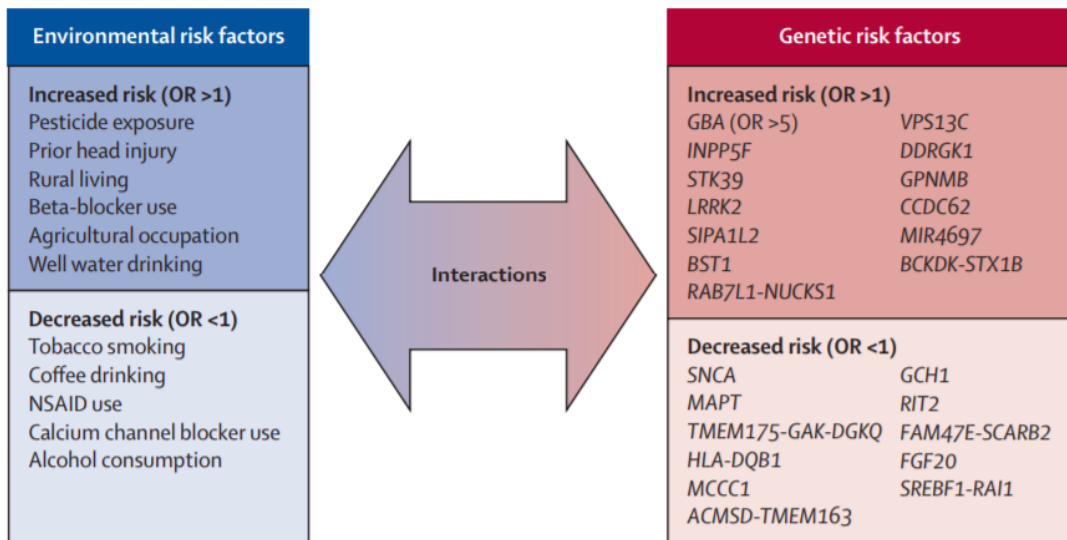 Environmental risk factors
Increased risk (OR >1)
Pesticide exposure
Prior head injury
Rural living
Beta-blocker use
Agricultural occupation
Well water drinking
Decreased risk (OR <1)
Tobacco smoking
Coffee drinking
NSAID use
Calcium channel blocker use
Alcohol consumption
Interactions
Genetic risk factors
Increased risk (OR >1)
GBA (OR >5) VPS13C
INPP5F DDRGK1
STK39 GPNMB
LRRK2 CCDC62
SIPA1L2 MIR4697
BST1 BCKDK-STX1B
RAB7L1-NUCKS1
Decreased risk (OR <1)
SNCA GCH1
MAPT RIT2
TMEM175-GAK-DGKQ FAM47E-SCARB2
HLA-DQB1 FGF20
MCCC1 SREBF1-RAI1
ACMSD-TMEM163